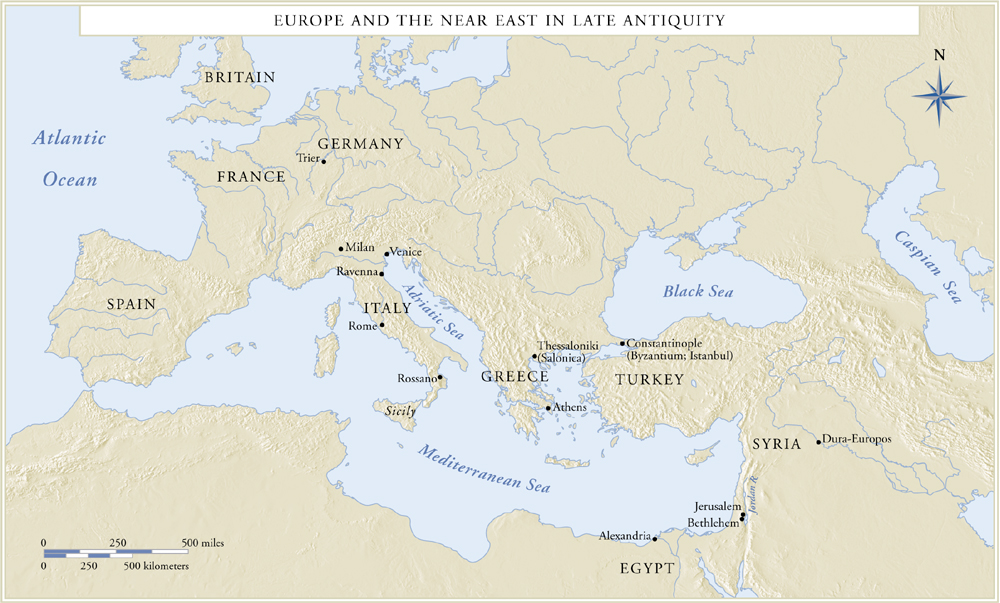 EUROPE AND THE NEAR EAST IN LATE ANTIQUITY
N
BRITAIN
Atlantic
Ocean
GERMANY
Trier
FRANCE
Caspian Sea
Milan
Venice
Ravenna
Black Sea
SPAIN
Adriatic Sea
ITALY
Rome
Constantinople
(Byzantium; Istanbul)
Thessaloniki
(Salonica)
Rossano
GREECE
TURKEY
Sicily
Athens
SYRIA
Dura-Europos
Mediterranean Sea
Jordan R.
Jerusalem
Bethlehem
Alexandria
EGYPT
0 250 500 miles
0 250 500 kilometers